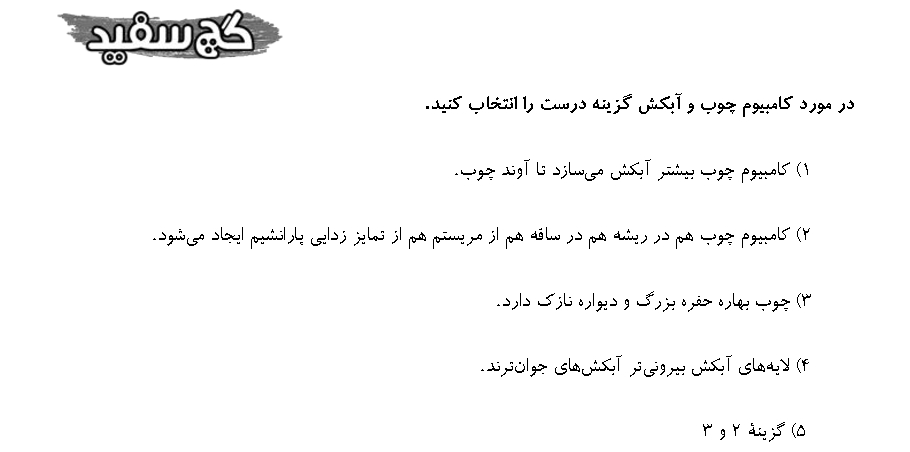 گچ سفید
در مورد کامبیوم چوب و آبکش گزینه درست را انتخاب کنید.
۱) کامبیوم چوب بیشتر آبکش می‌سازد تا آوند چوب.
۲) کامبیوم چوب هم در ریشه هم در ساقه هم از مریستم هم از تمایز زدایی پارانشیم ایجاد می‌شود.
۳) چوب بهاره حفره بزرگ و دیواره نازک دارد.
۴) لایه‌های آبکش بیرونی‌تر آبکش‌های جوان‌ترند.
۵) گزینهٔ ۲ و ۳